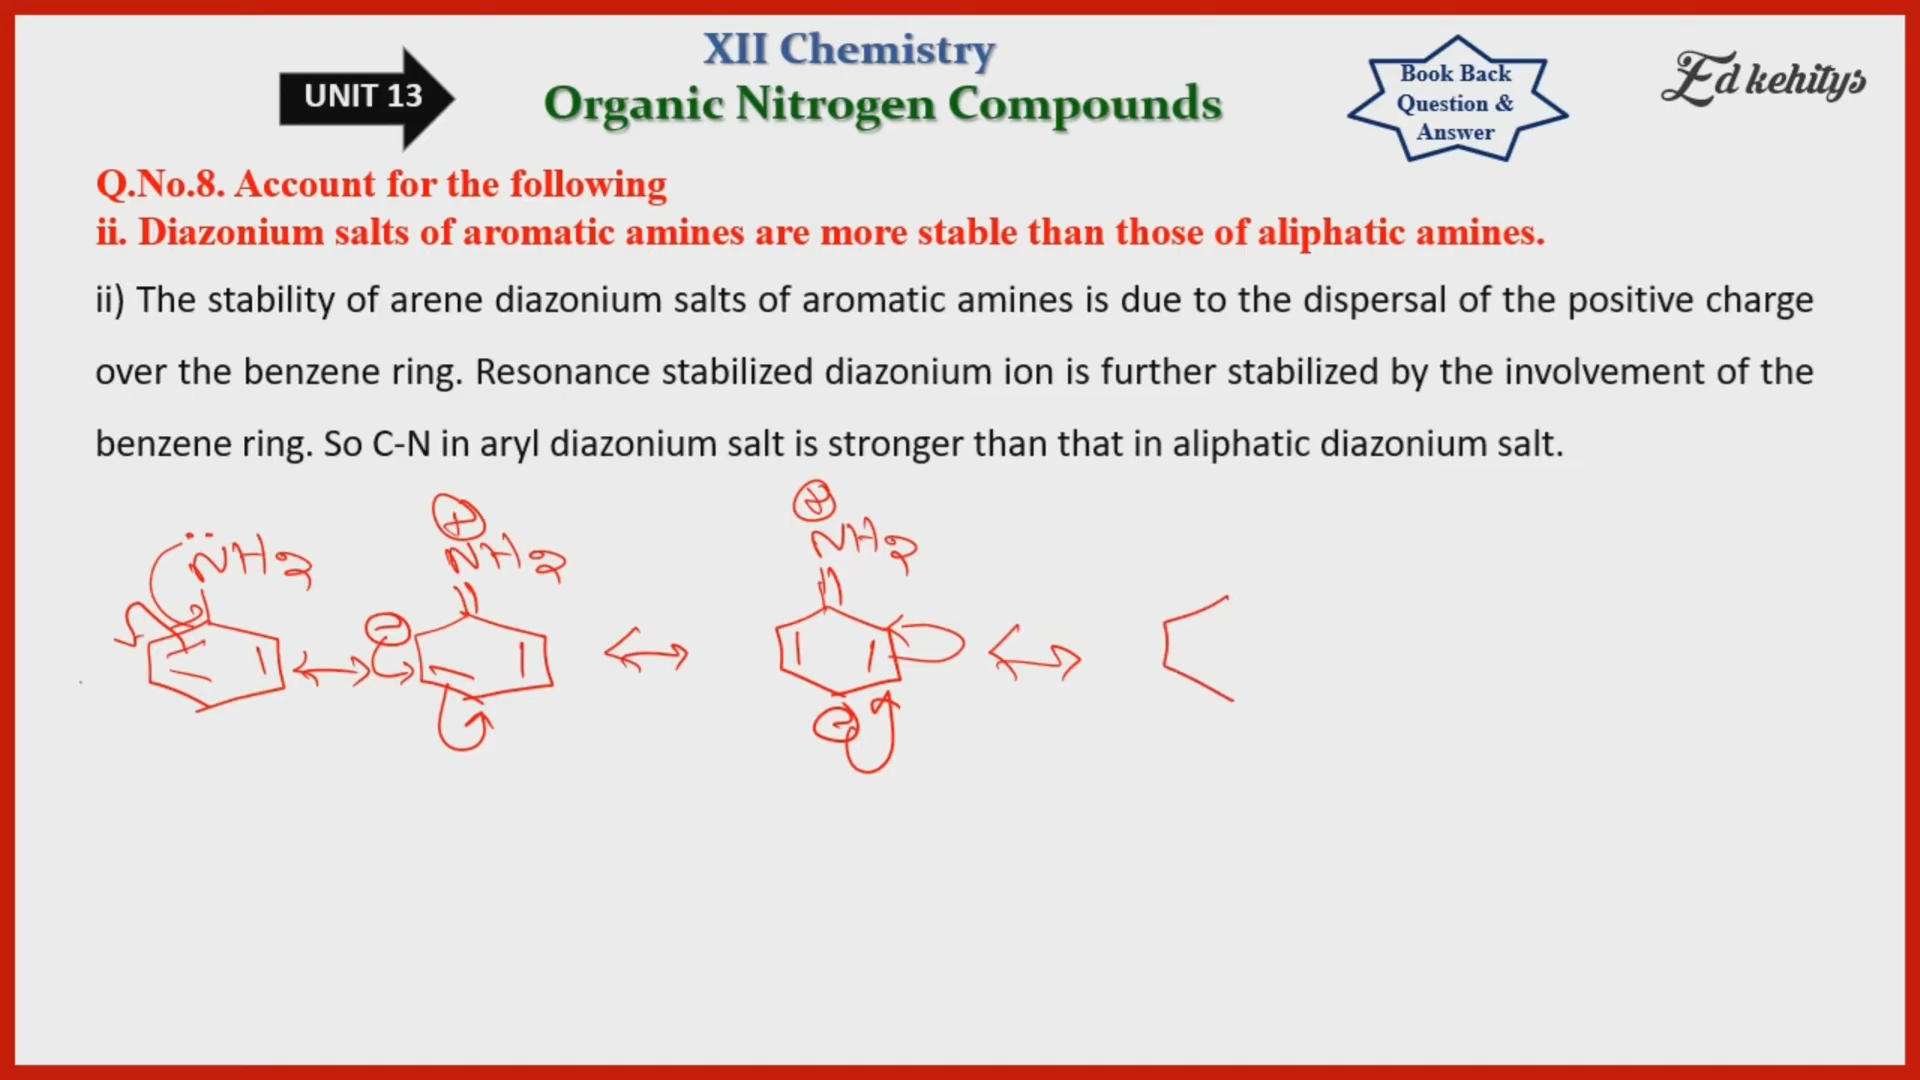 XII Chemistry
UNIT 13
Organic Nitrogen Compounds
Book Back
Question &
Answer
Ed kehitys
Q.No.8. Account for the following
ii. Diazonium salts of aromatic amines are more stable than those of aliphatic amines.
ii) The stability of arene diazonium salts of aromatic amines is due to the dispersal of the positive charge
over the benzene ring. Resonance stabilized diazonium ion is further stabilized by the involvement of the
benzene ring. So C-N in aryl diazonium salt is stronger than that in aliphatic diazonium salt.
NH2 NH2 NH2